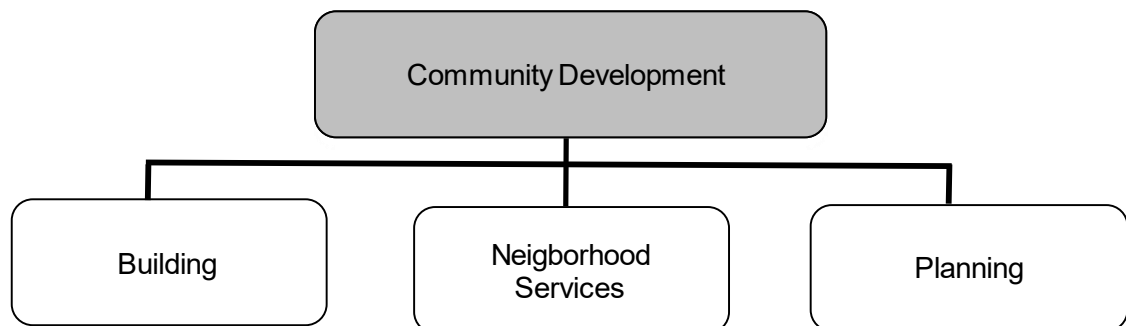 Community Development
Building
Neigborhood
Services
Planning